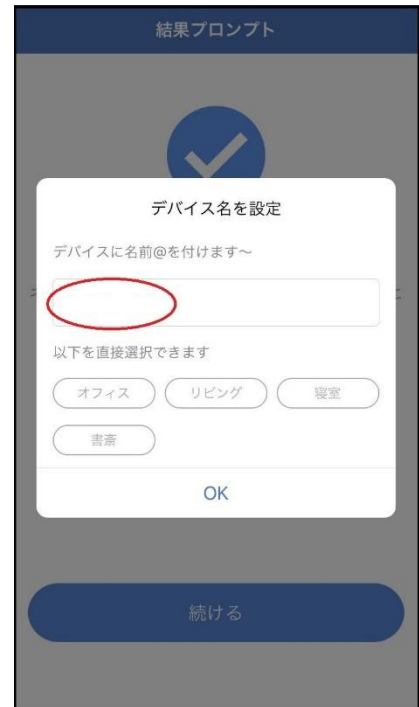 結果プロンプト
デバイス名を設定
デバイスに名前@を付けます～
以下を直接選択できます
オフィス リビング 寝室
書斎
OK
続ける